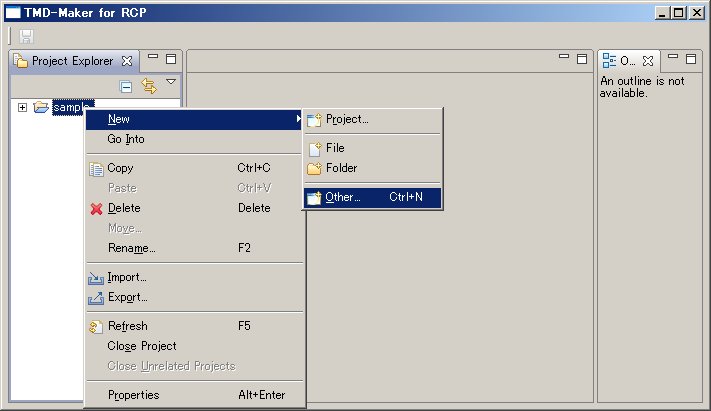 TMD-Maker for RCP
Project Explorer
O...
An outline is not
available.
sample
New
Go Into
Copy Ctrl+C
Paste Ctrl+V
Delete Delete
Move...
Rename... F2
Import...
Export...
Refresh F5
Close Project
Close Unrelated Projects
Properties Alt+Enter
Project...
File
Folder
Other... Ctrl+N